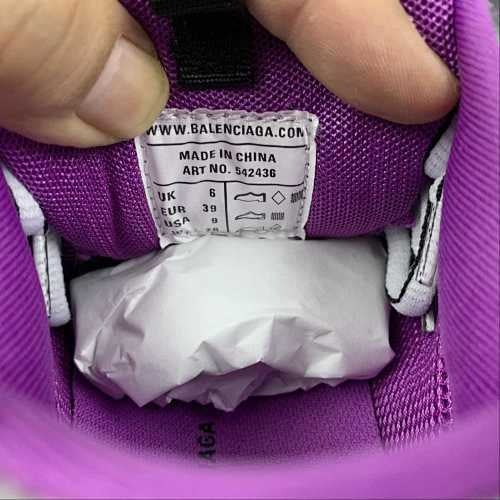 WWW.BALENCIAGA.COM
MADE IN CHINA
ART NO. 542436
UK 6
EUR 39
USA 9
AGA